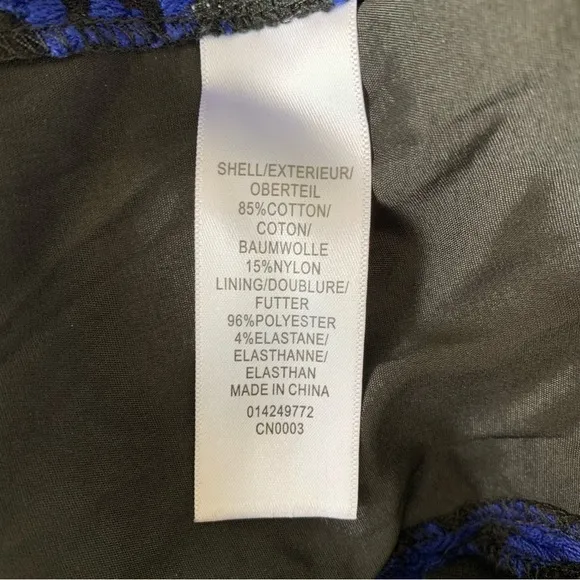 SHELL/EXTERIEUR/
OBERTEIL
85%COTTON/
COTON/
BAUMWOLLE
15%NYLON
LINING/DOUBLURE/
FUTTER
96%POLYESTER
4%ELASTANE/
ELASTHANNE/
ELASTHAN
MADE IN CHINA
014249772
CN0003